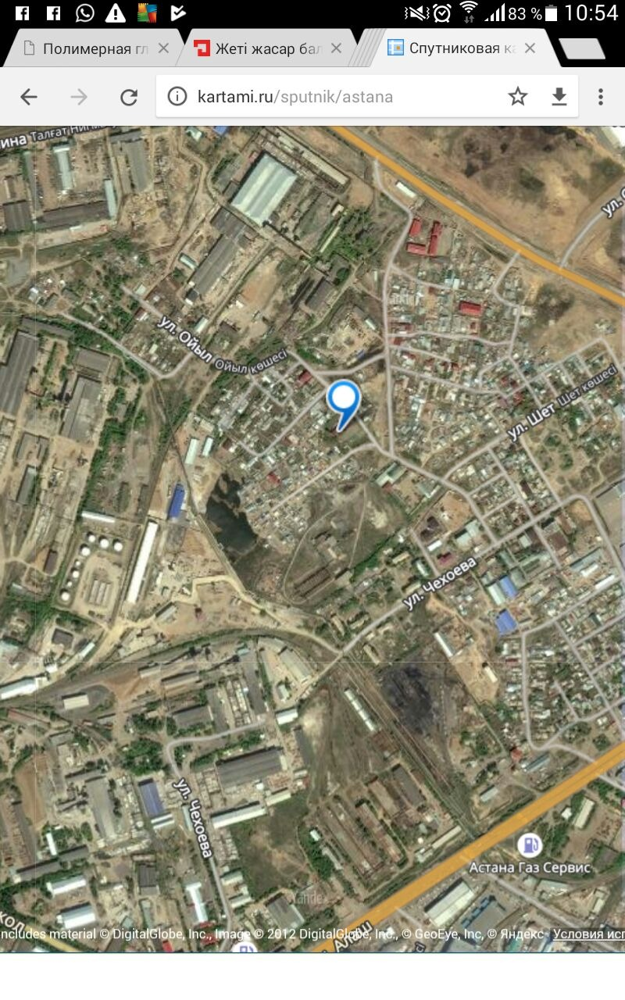 83 % 10:54
Полимерная гл
Жеті жасар бал
Спутниковая ка
kartami.ru/sputnik/astana
ина
ул. Ойыл Ойыл көшесі
ул. Шет Шет көшесі
ул. Чехоева
ул. Чехоева
Астана Газ Сервис
кол
Алаш
ncludes material © DigitalGlobe, Inc., Image © 2012 DigitalGlobe, Inc., © GeoEye, Inc, © Яндекс Условия исп